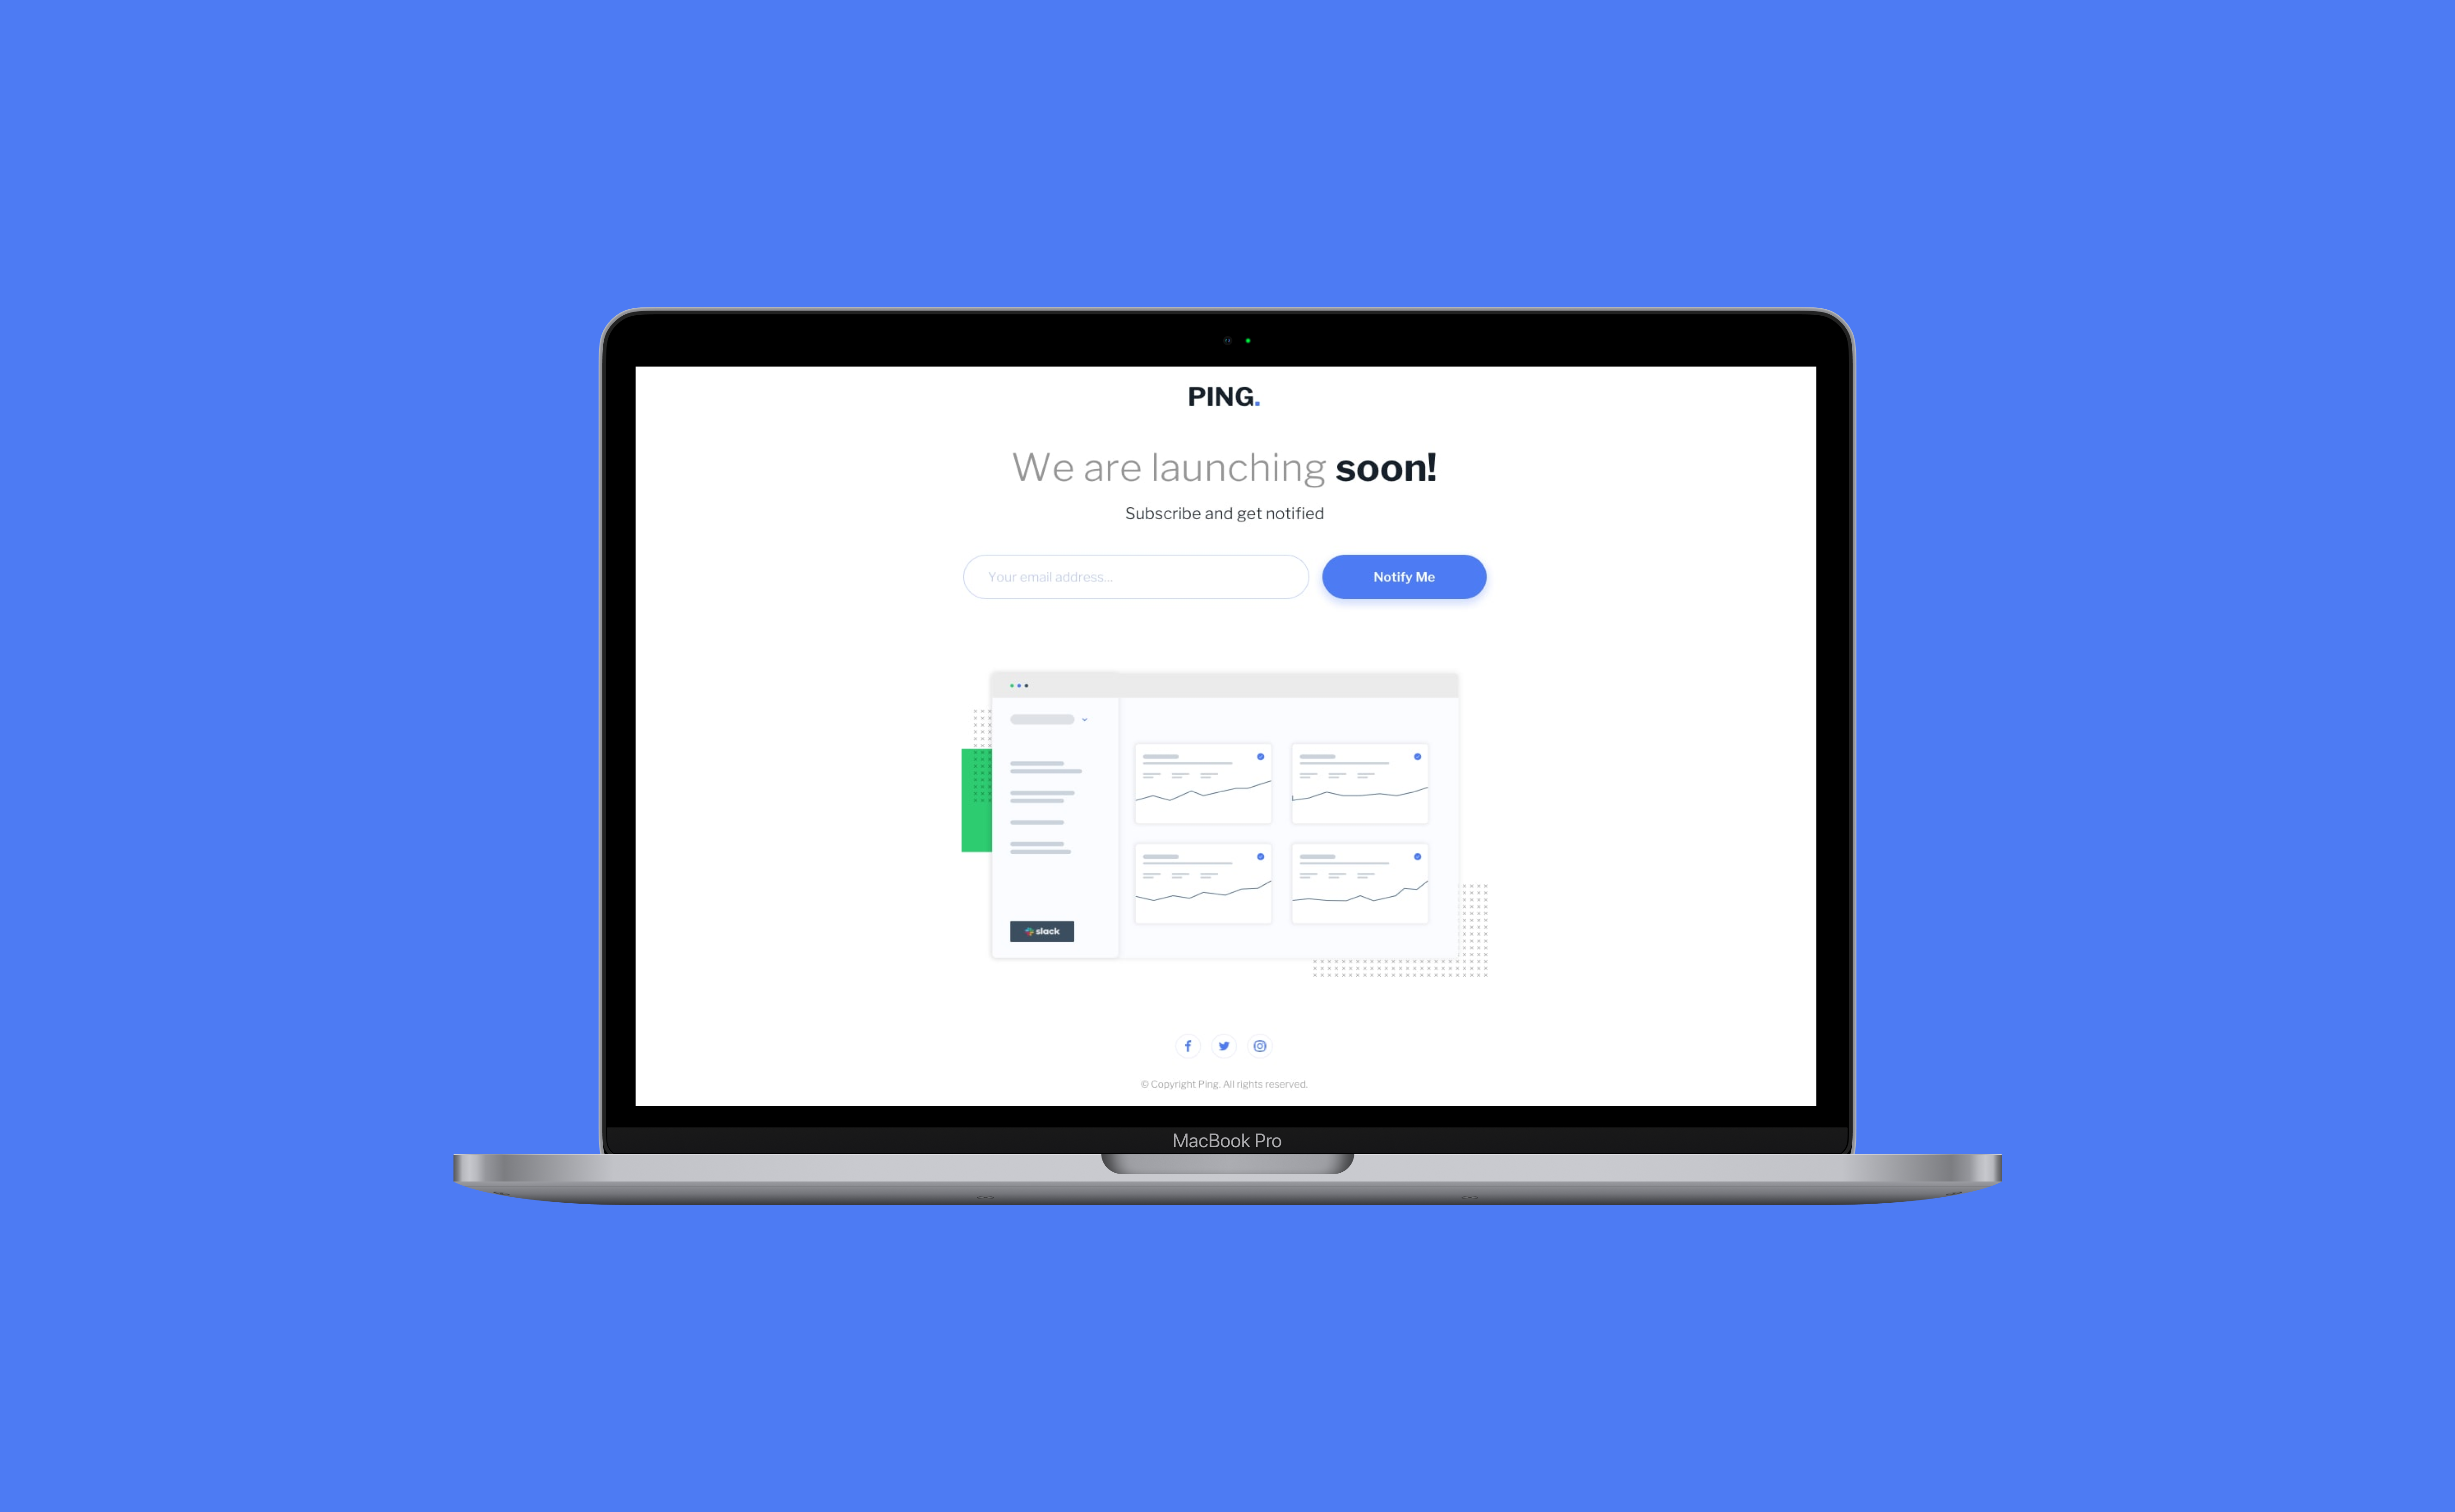 PING.
We are launching soon!
Subscribe and get notified
Your email address...
Notify Me
slack
© Copyright Ping. All rights reserved.
MacBook Pro